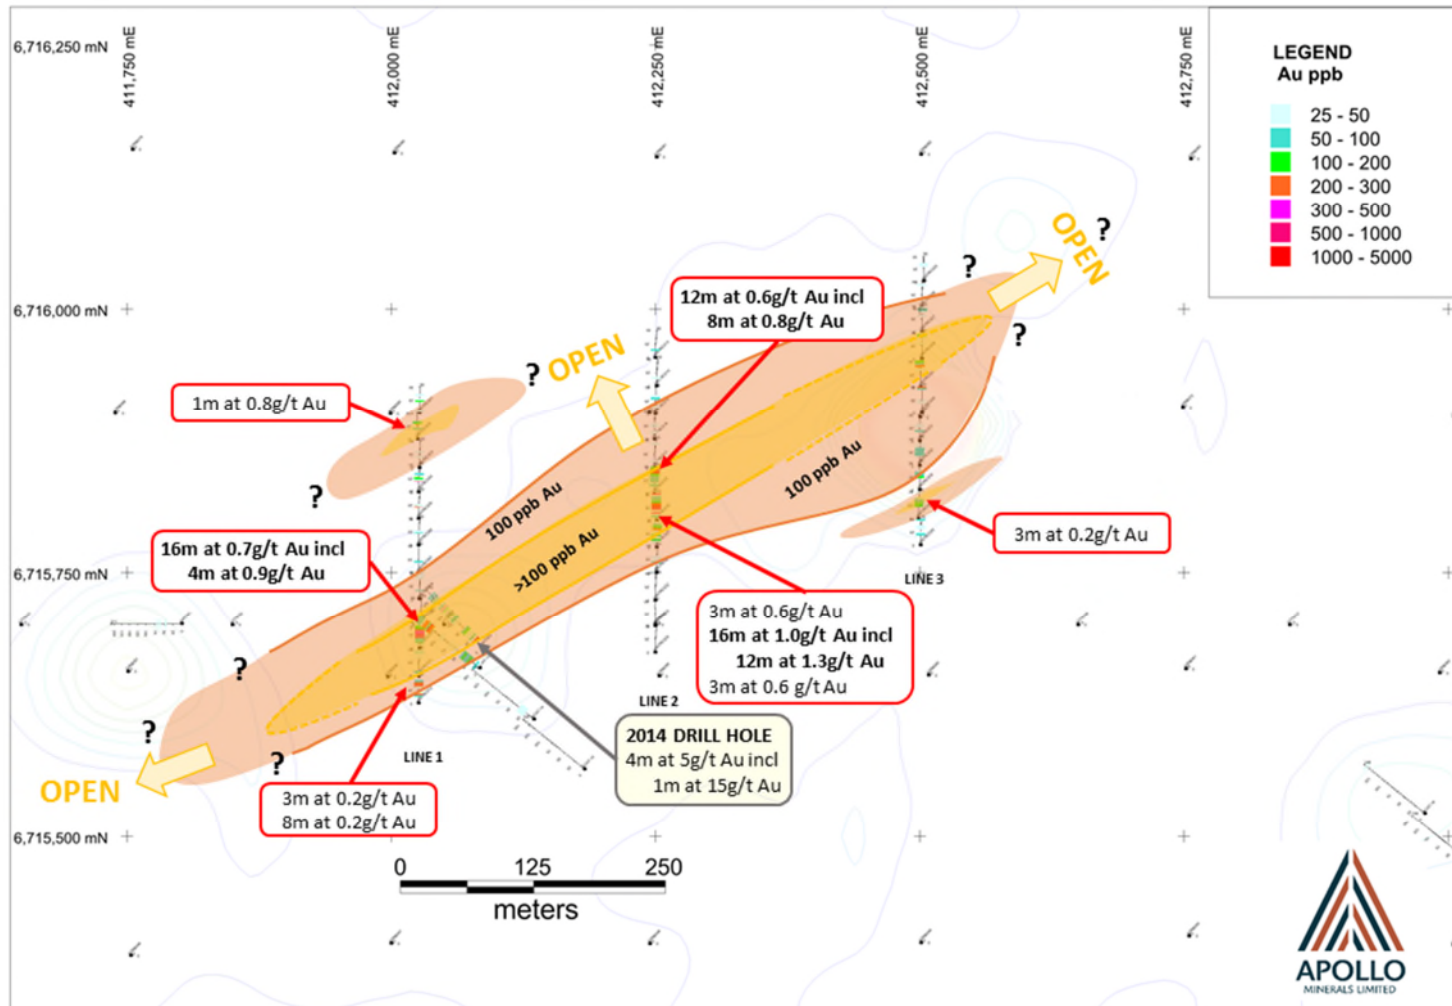 411,750 mE
412,000 mE
412,250 mE
412,500 mE
412,750 mE
6,716,250 mN
6,716,000 mN
6,715,750 mN
6,715,500 mN
LEGEND
Au ppb
25 - 50
50 - 100
100 - 200
200 - 300
300 - 500
500 - 1000
1000 - 5000
?
OPEN
?
?
12m at 0.6g/t Au incl
8m at 0.8g/t Au
OPEN
?
?
1m at 0.8g/t Au
?
100 ppb Au
100 ppb Au
>100 ppb Au
16m at 0.7g/t Au incl
4m at 0.9g/t Au
3m at 0.2g/t Au
LINE 3
3m at 0.6g/t Au
16m at 1.0g/t Au incl
12m at 1.3g/t Au
3m at 0.6 g/t Au
?
LINE 2
?
2014 DRILL HOLE
4m at 5g/t Au incl
1m at 15g/t Au
LINE 1
?
OPEN
3m at 0.2g/t Au
8m at 0.2g/t Au
0 125 250
meters
APOLLO
MINERALS LIMITED